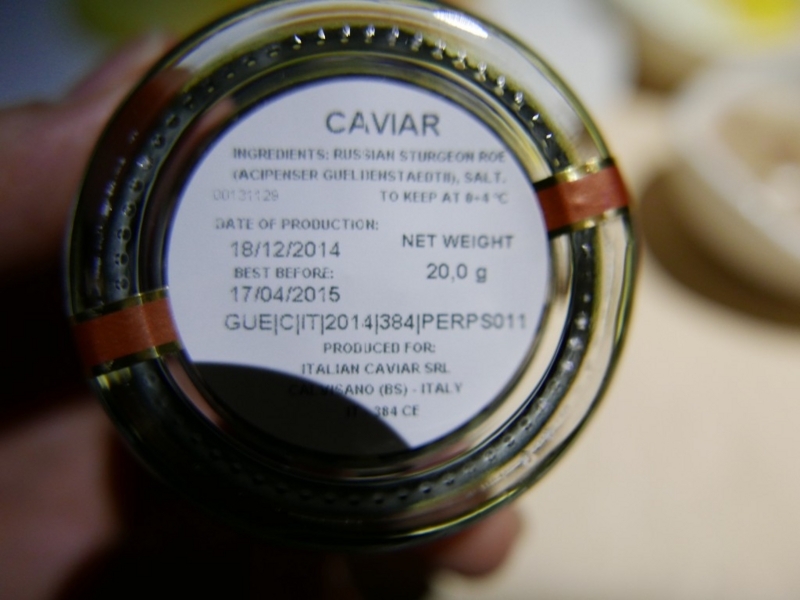 CAVIAR
INGREDIENTS: RUSSIAN STURGEON ROE
(ACIPENSER GUELDENSTAEDTII), SALT.
00131129 TO KEEP AT 0+4 °C
DATE OF PRODUCTION:
18/12/2014
NET WEIGHT
BEST BEFORE:
20,0 g
17/04/2015
GUE|C|IT|2014|384|PERPS011
PRODUCED FOR:
ITALIAN CAVIAR SRL
CALVISANO (BS) - ITALY
384 CE